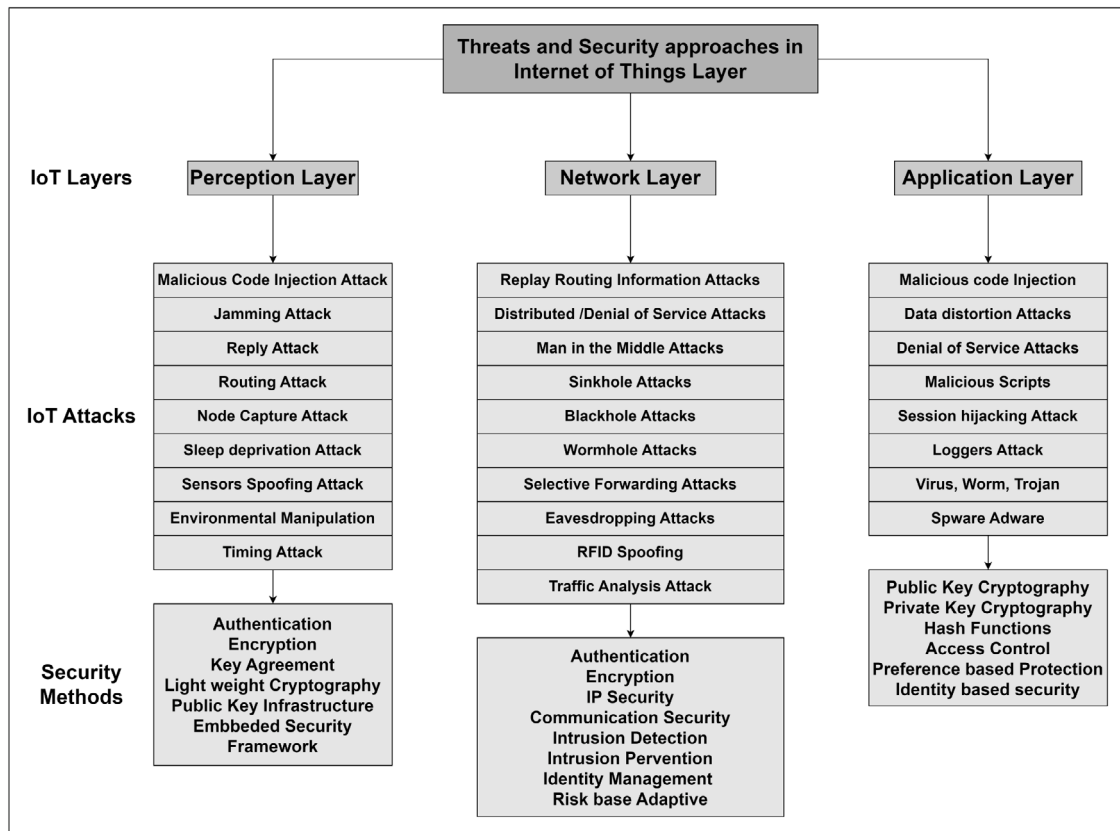 Threats and Security approaches in
Internet of Things Layer
IoT Layers
Perception Layer
Network Layer
Application Layer
IoT Attacks
Malicious Code Injection Attack
Jamming Attack
Reply Attack
Routing Attack
Node Capture Attack
Sleep deprivation Attack
Sensors Spoofing Attack
Environmental Manipulation
Timing Attack
Replay Routing Information Attacks
Distributed /Denial of Service Attacks
Man in the Middle Attacks
Sinkhole Attacks
Blackhole Attacks
Wormhole Attacks
Selective Forwarding Attacks
Eavesdropping Attacks
RFID Spoofing
Traffic Analysis Attack
Malicious code Injection
Data distortion Attacks
Denial of Service Attacks
Malicious Scripts
Session hijacking Attack
Loggers Attack
Virus, Worm, Trojan
Spware Adware
Security
Methods
Authentication
Encryption
Key Agreement
Light weight Cryptography
Public Key Infrastructure
Embbeded Security
Framework
Authentication
Encryption
IP Security
Communication Security
Intrusion Detection
Intrusion Pervention
Identity Management
Risk base Adaptive
Public Key Cryptography
Private Key Cryptography
Hash Functions
Access Control
Preference based Protection
Identity based security